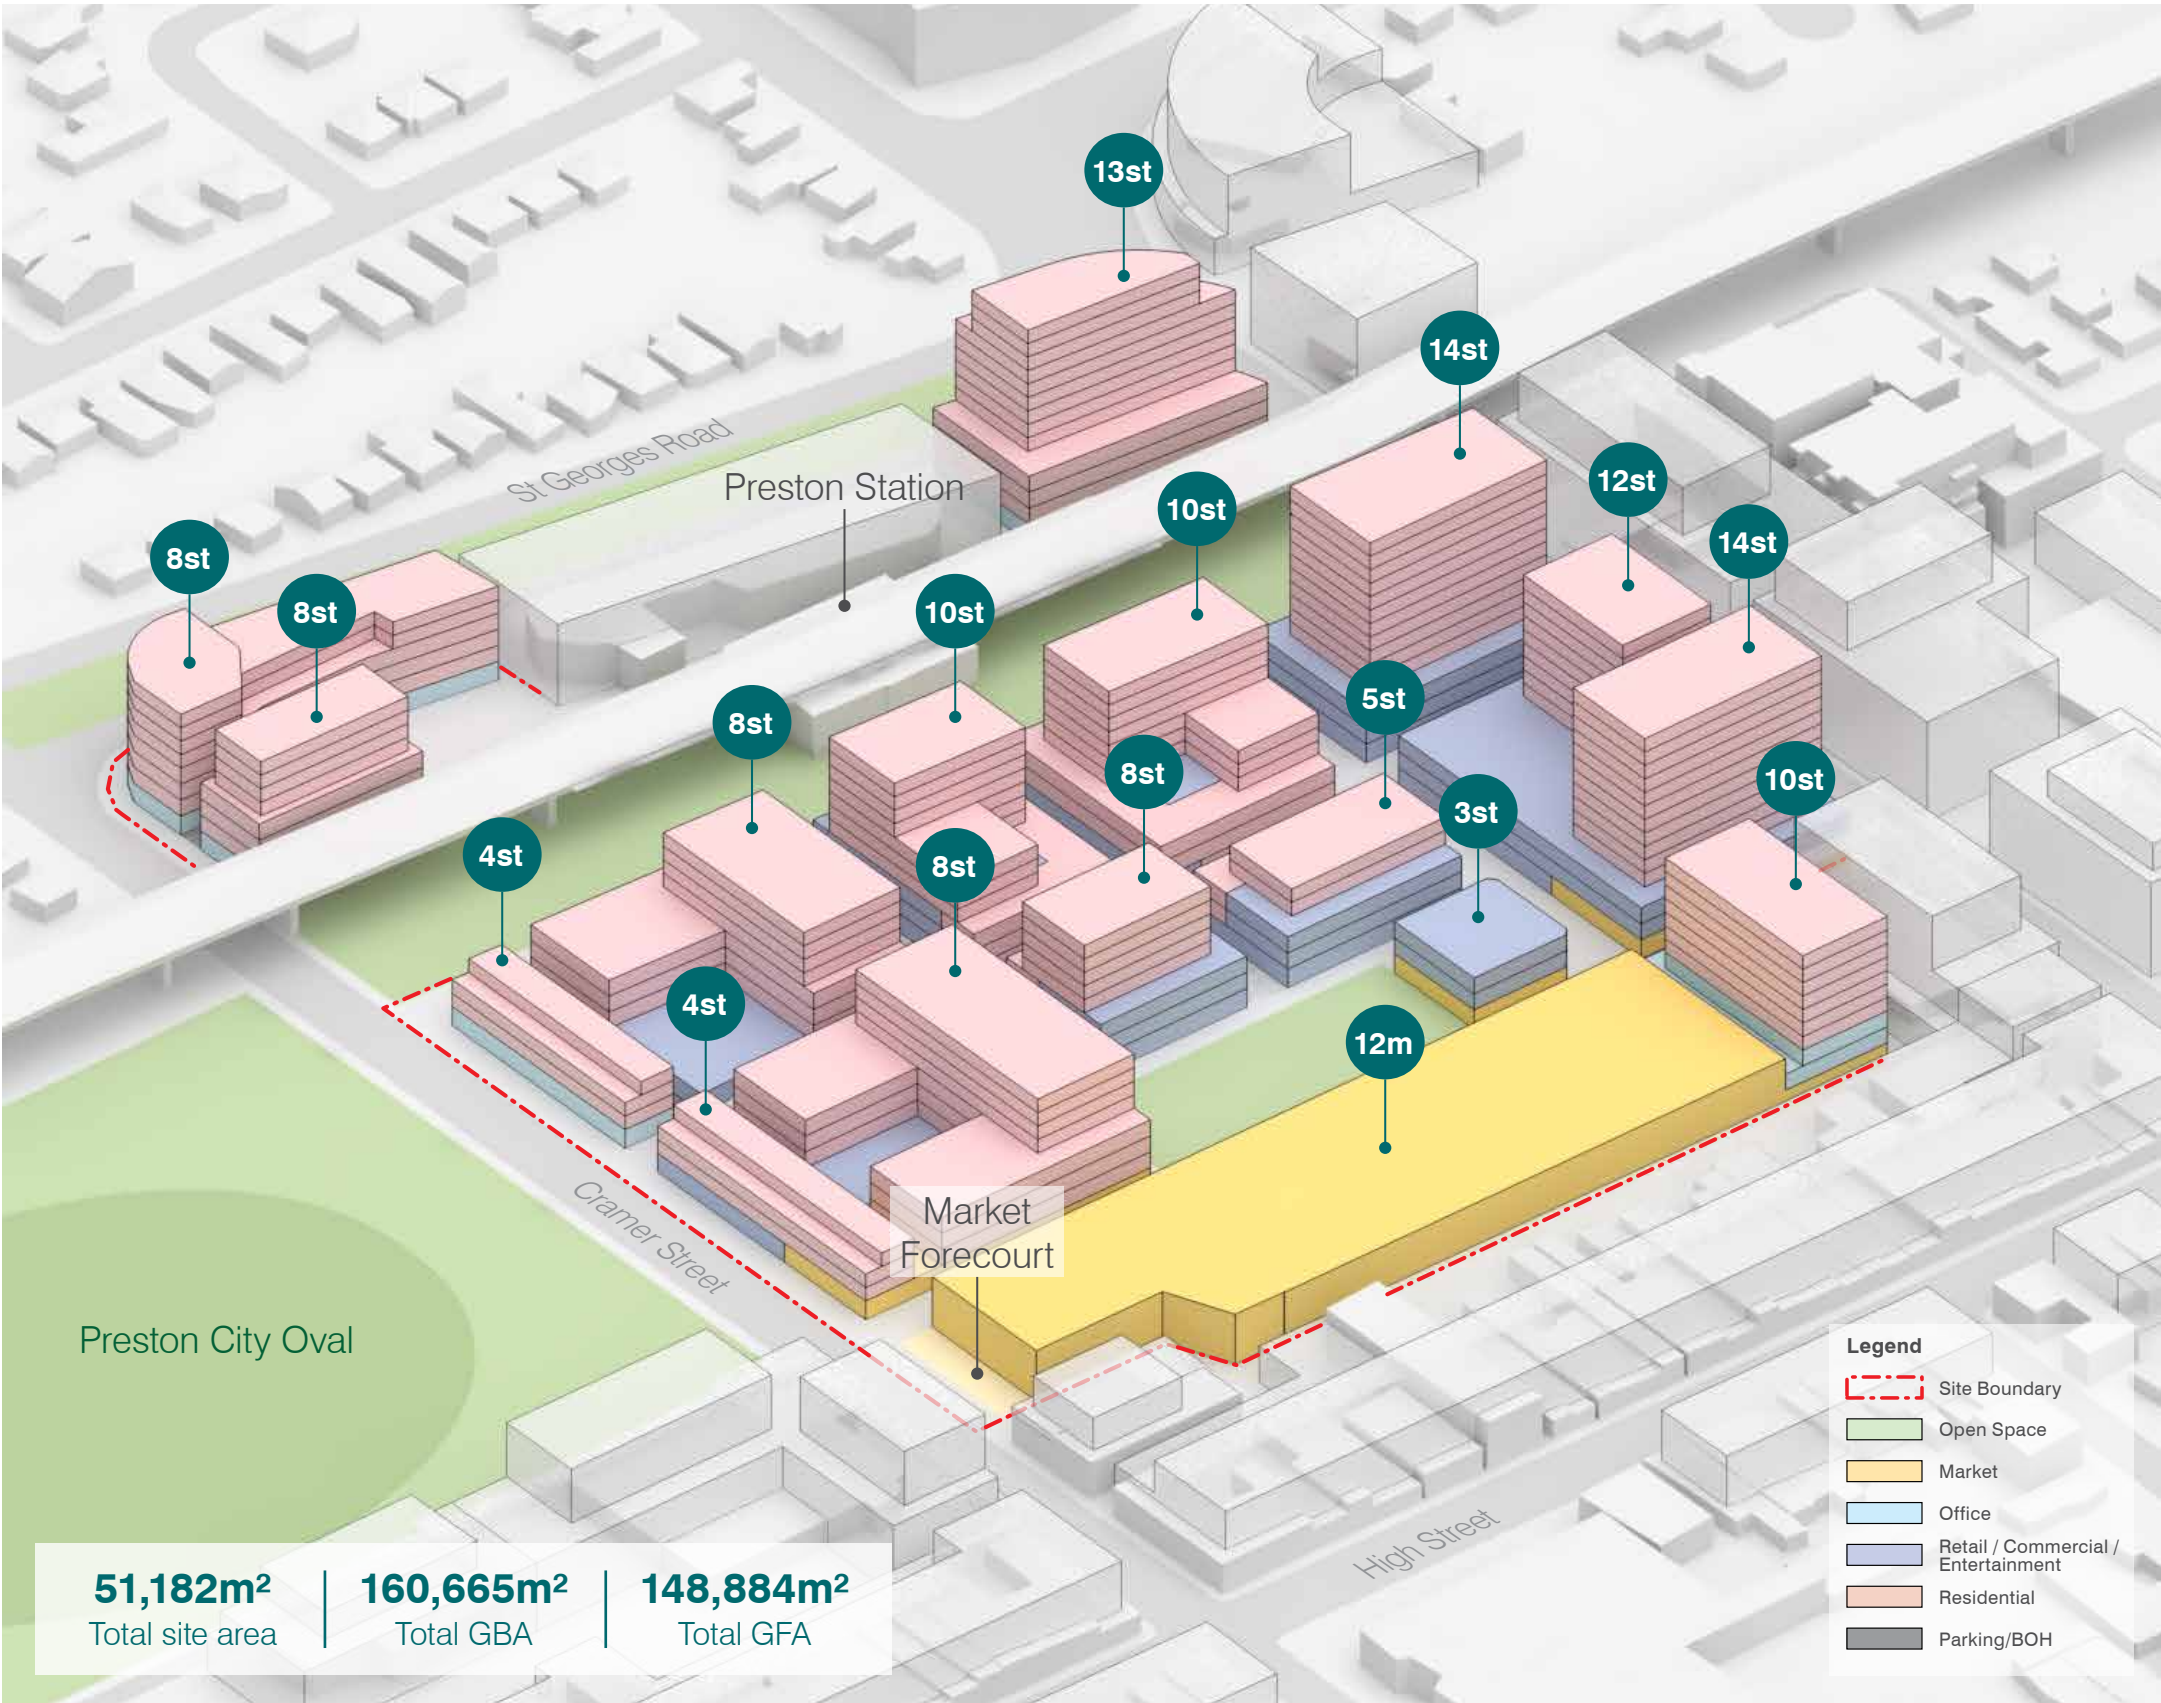 13st
14st
St Georges Road
Preston Station
12st
10st
14st
8st
8st
10st
5st
8st
8st
10st
3st
4st
8st
4st
12m
Cramer Street
Market
Forecourt
Preston City Oval
High Street
Legend
Site Boundary
Open Space
Market
Office
Retail / Commercial /
Entertainment
Residential
Parking/BOH
51,182m²
Total site area
160,665m²
Total GBA
148,884m²
Total GFA